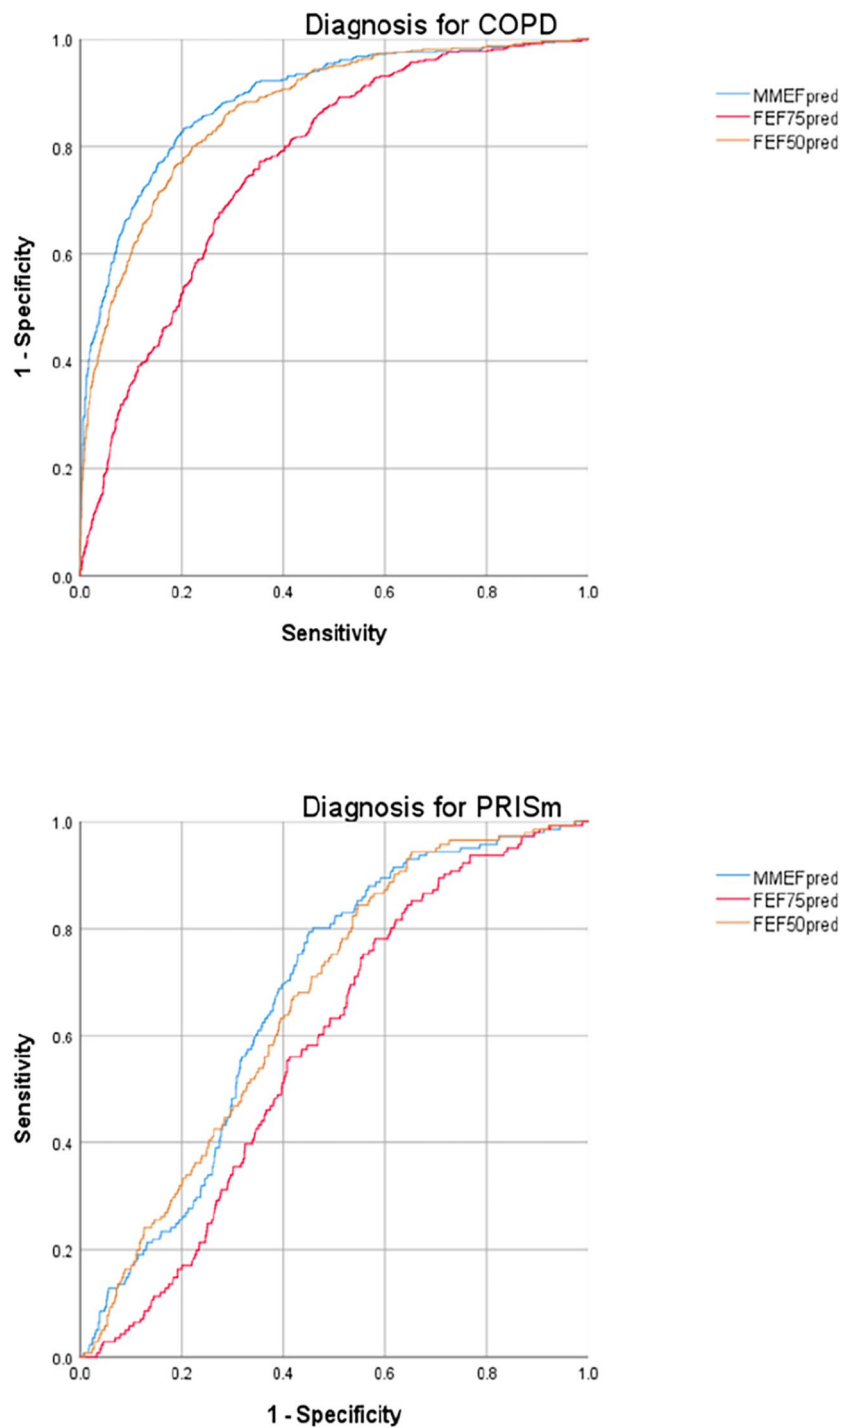 Diagnosis for COPD
1.0
0.8
0.6
0.4
0.2
0.0
1 - Specificity
0.0 0.2 0.4 0.6 0.8 1.0
Sensitivity
MMEFpred
FEF75pred
FEF50pred
Diagnosis for PRISm
1.0
0.8
0.6
0.4
0.2
0.0
Sensitivity
0.0 0.2 0.4 0.6 0.8 1.0
1 - Specificity
MMEFpred
FEF75pred
FEF50pred